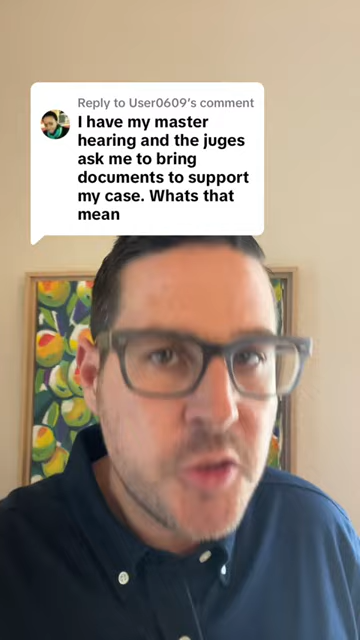 Reply to User0609's comment
I have my master
hearing and the juges
ask me to bring
documents to support
my case. Whats that
mean